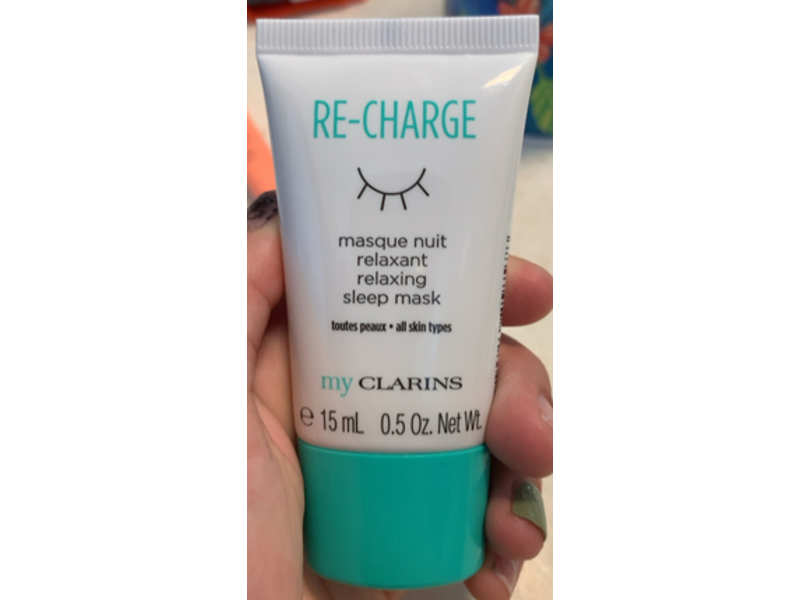 RE-CHARGE
masque nuit
relaxant
relaxing
sleep mask
toutes peaux • all skin types
my CLARINS
℮ 15 mL 0.5 Oz. Net Wt.